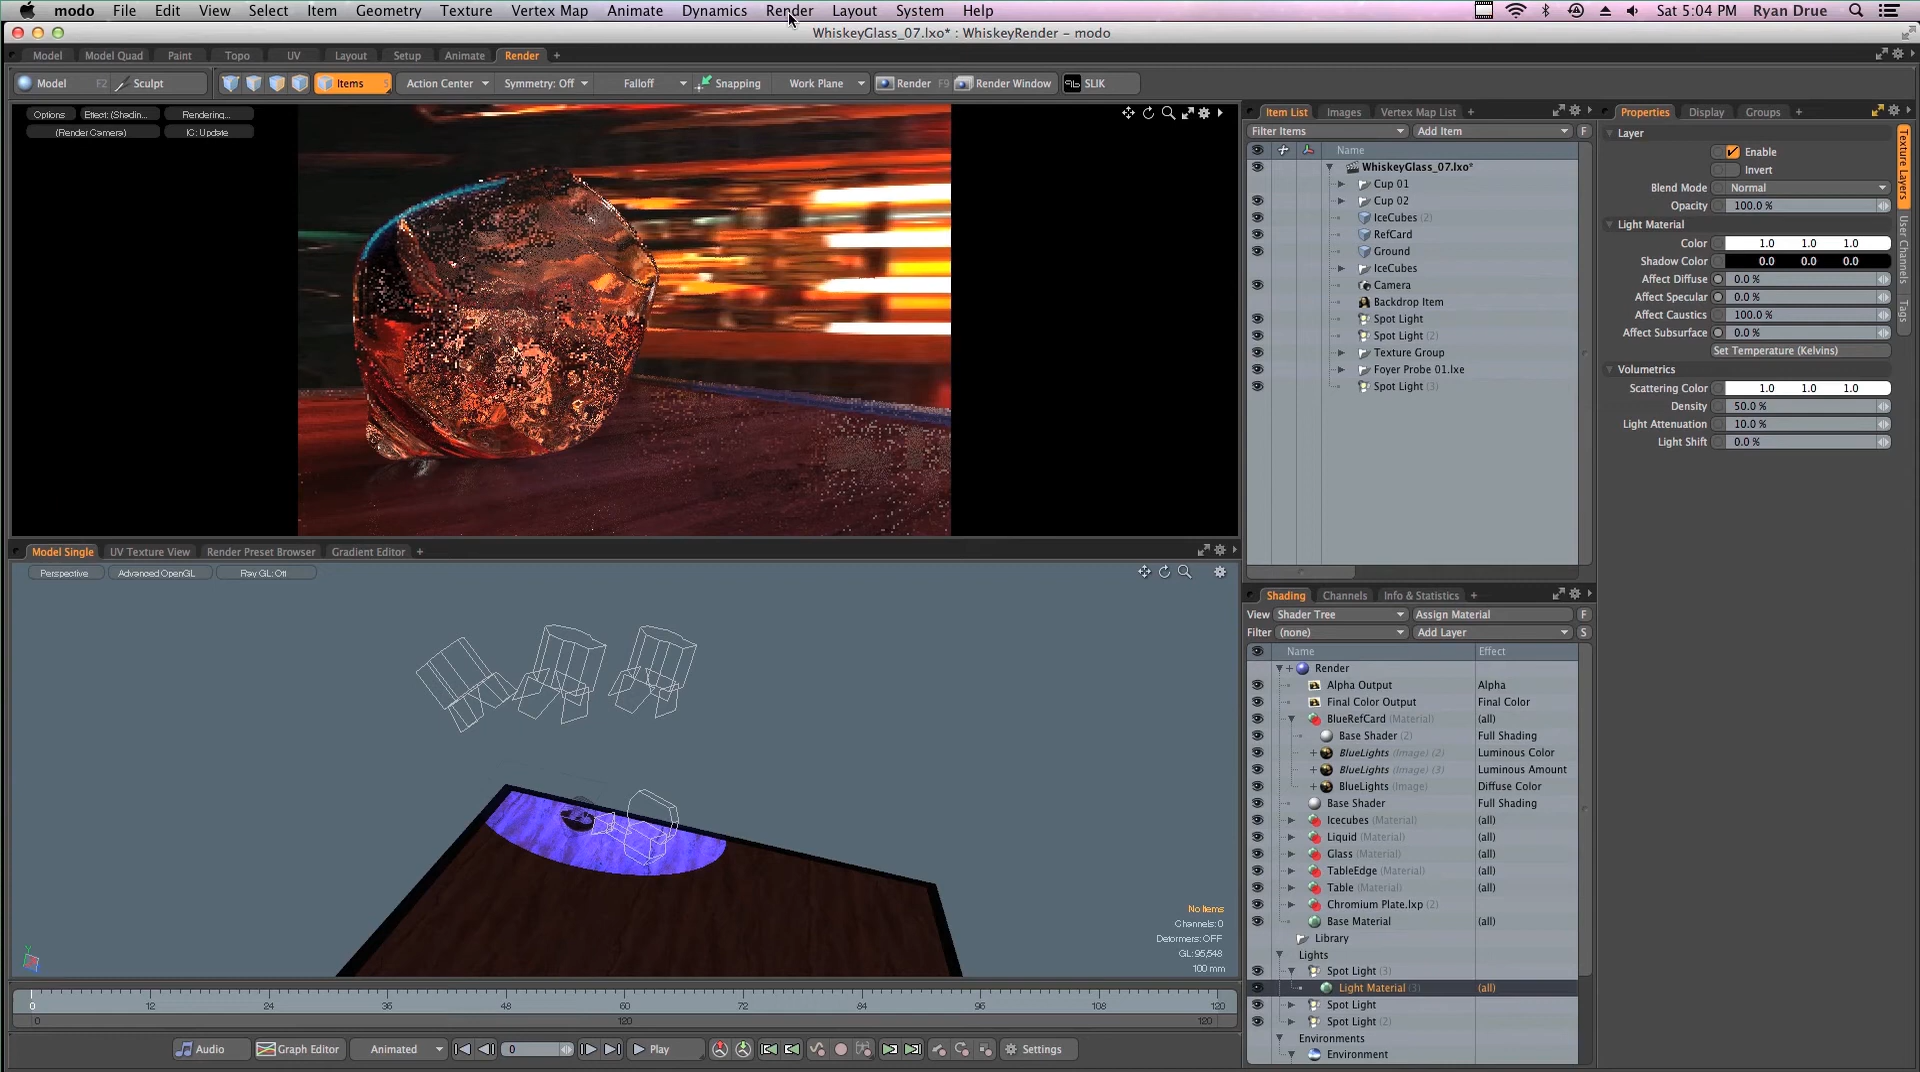 modo File Edit View Select Item Geometry Texture Vertex Map Animate Dynamics Render Layout System Help Sat 5:04 PM Ryan Drue
WhiskeyGlass_07.lxo* : WhiskeyRender - modo
Model Model Quad Paint Topo UV Layout Setup Animate Render +
Model F2 Sculpt Items Action Center Symmetry: Off Falloff Snapping Work Plane Render F9 Render Window SLIK
Options Effect: (Shadin... Rendering...
(Render Camera) IC: Update
Item List Images Vertex Map List +
Filter Items Add Item F
Name
WhiskeyGlass_07.lxo*
Cup 01
Cup 02
IceCubes (2)
RefCard
Ground
IceCubes
Camera
Backdrop Item
Spot Light
Spot Light (2)
Texture Group
Foyer Probe 01.lxe
Spot Light (3)
Properties Display Groups +
Layer
Enable
Invert
Blend Mode Normal
Opacity 100.0 %
Light Material
Color 1.0 1.0 1.0
Shadow Color 0.0 0.0 0.0
Affect Diffuse 0.0 %
Affect Specular 0.0 %
Affect Caustics 100.0 %
Affect Subsurface 0.0 %
Set Temperature (Kelvins)
Volumetrics
Scattering Color 1.0 1.0 1.0
Density 50.0 %
Light Attenuation 10.0 %
Light Shift 0.0 %
Texture Layers
User Channels
Tags
Model Single UV Texture View Render Preset Browser Gradient Editor +
Perspective Advanced OpenGL Ray GL: Off
No Items
Channels: 0
Deformers: OFF
GL: 95,548
100 mm
Shading Channels Info & Statistics +
View Shader Tree Assign Material F
Filter (none) Add Layer S
Name Effect
Render
Alpha Output Alpha
Final Color Output Final Color
BlueRefCard (Material) (all)
Base Shader (2) Full Shading
BlueLights (Image) (2) Luminous Color
BlueLights (Image) (3) Luminous Amount
BlueLights (Image) Diffuse Color
Base Shader Full Shading
Icecubes (Material) (all)
Liquid (Material) (all)
Glass (Material) (all)
TableEdge (Material) (all)
Table (Material) (all)
Chromium Plate.lxp (2)
Base Material (all)
Library
Lights
Spot Light (3)
Light Material (3) (all)
Spot Light
Spot Light (2)
Environments
Environment
0 12 24 36 48 60 72 84 96 108 120
0 120 120
Audio Graph Editor Animated 0 Play Settings